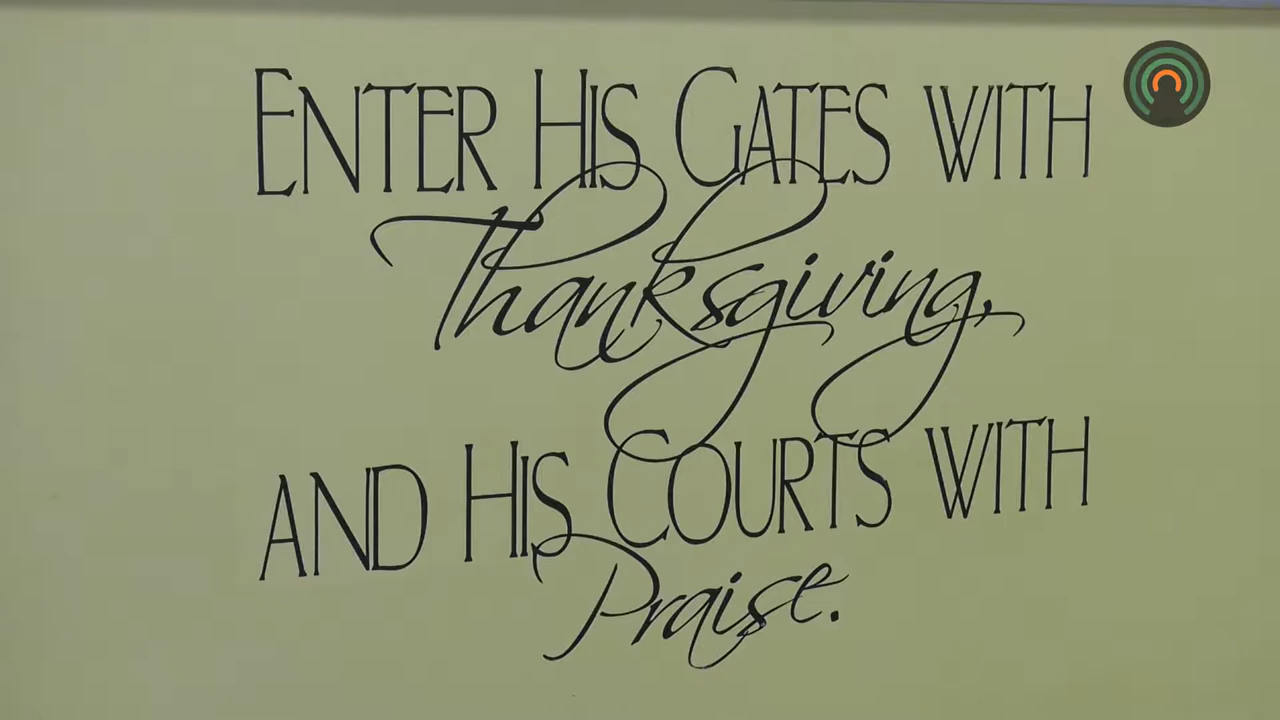 ENTER HIS GATES WITH
Thanksgiving,
AND HIS COURTS WITH
Praise.